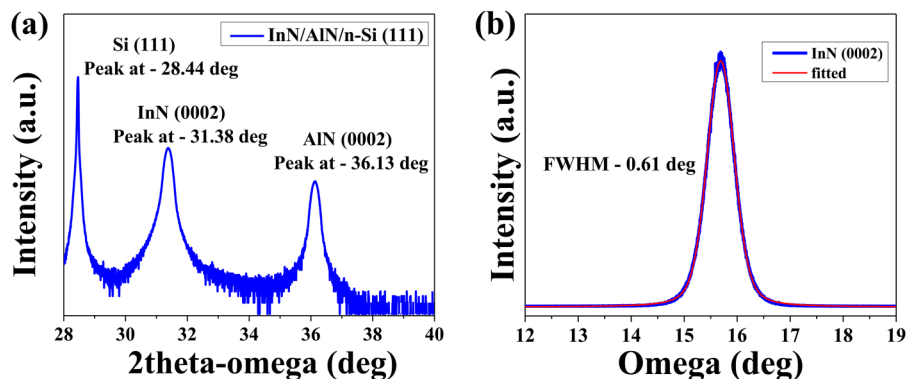 (a)
InN/AlN/n-Si (111)
Si (111)
Peak at - 28.44 deg
InN (0002)
Peak at - 31.38 deg
AlN (0002)
Peak at - 36.13 deg
Intensity (a.u.)
28 30 32 34 36 38 40
2theta-omega (deg)
(b)
InN (0002)
fitted
FWHM - 0.61 deg
Intensity (a.u.)
12 13 14 15 16 17 18 19
Omega (deg)